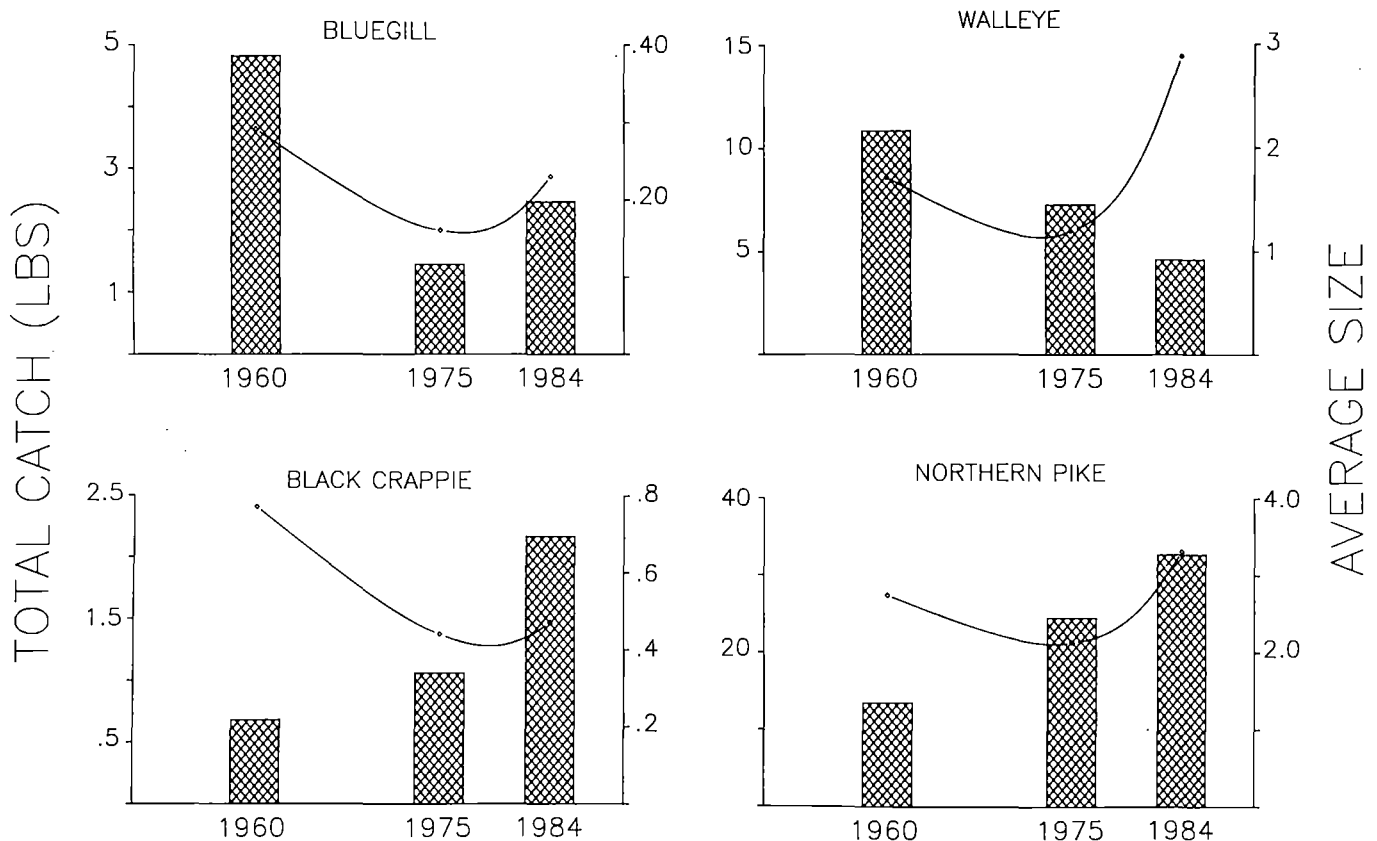 TOTAL CATCH (LBS)
AVERAGE SIZE
BLUEGILL
5
3
1
.40
.20
1960 1975 1984
WALLEYE
15
10
5
3
2
1
1960 1975 1984
BLACK CRAPPIE
2.5
1.5
.5
.8
.6
.4
.2
1960 1975 1984
NORTHERN PIKE
40
20
4.0
2.0
1960 1975 1984